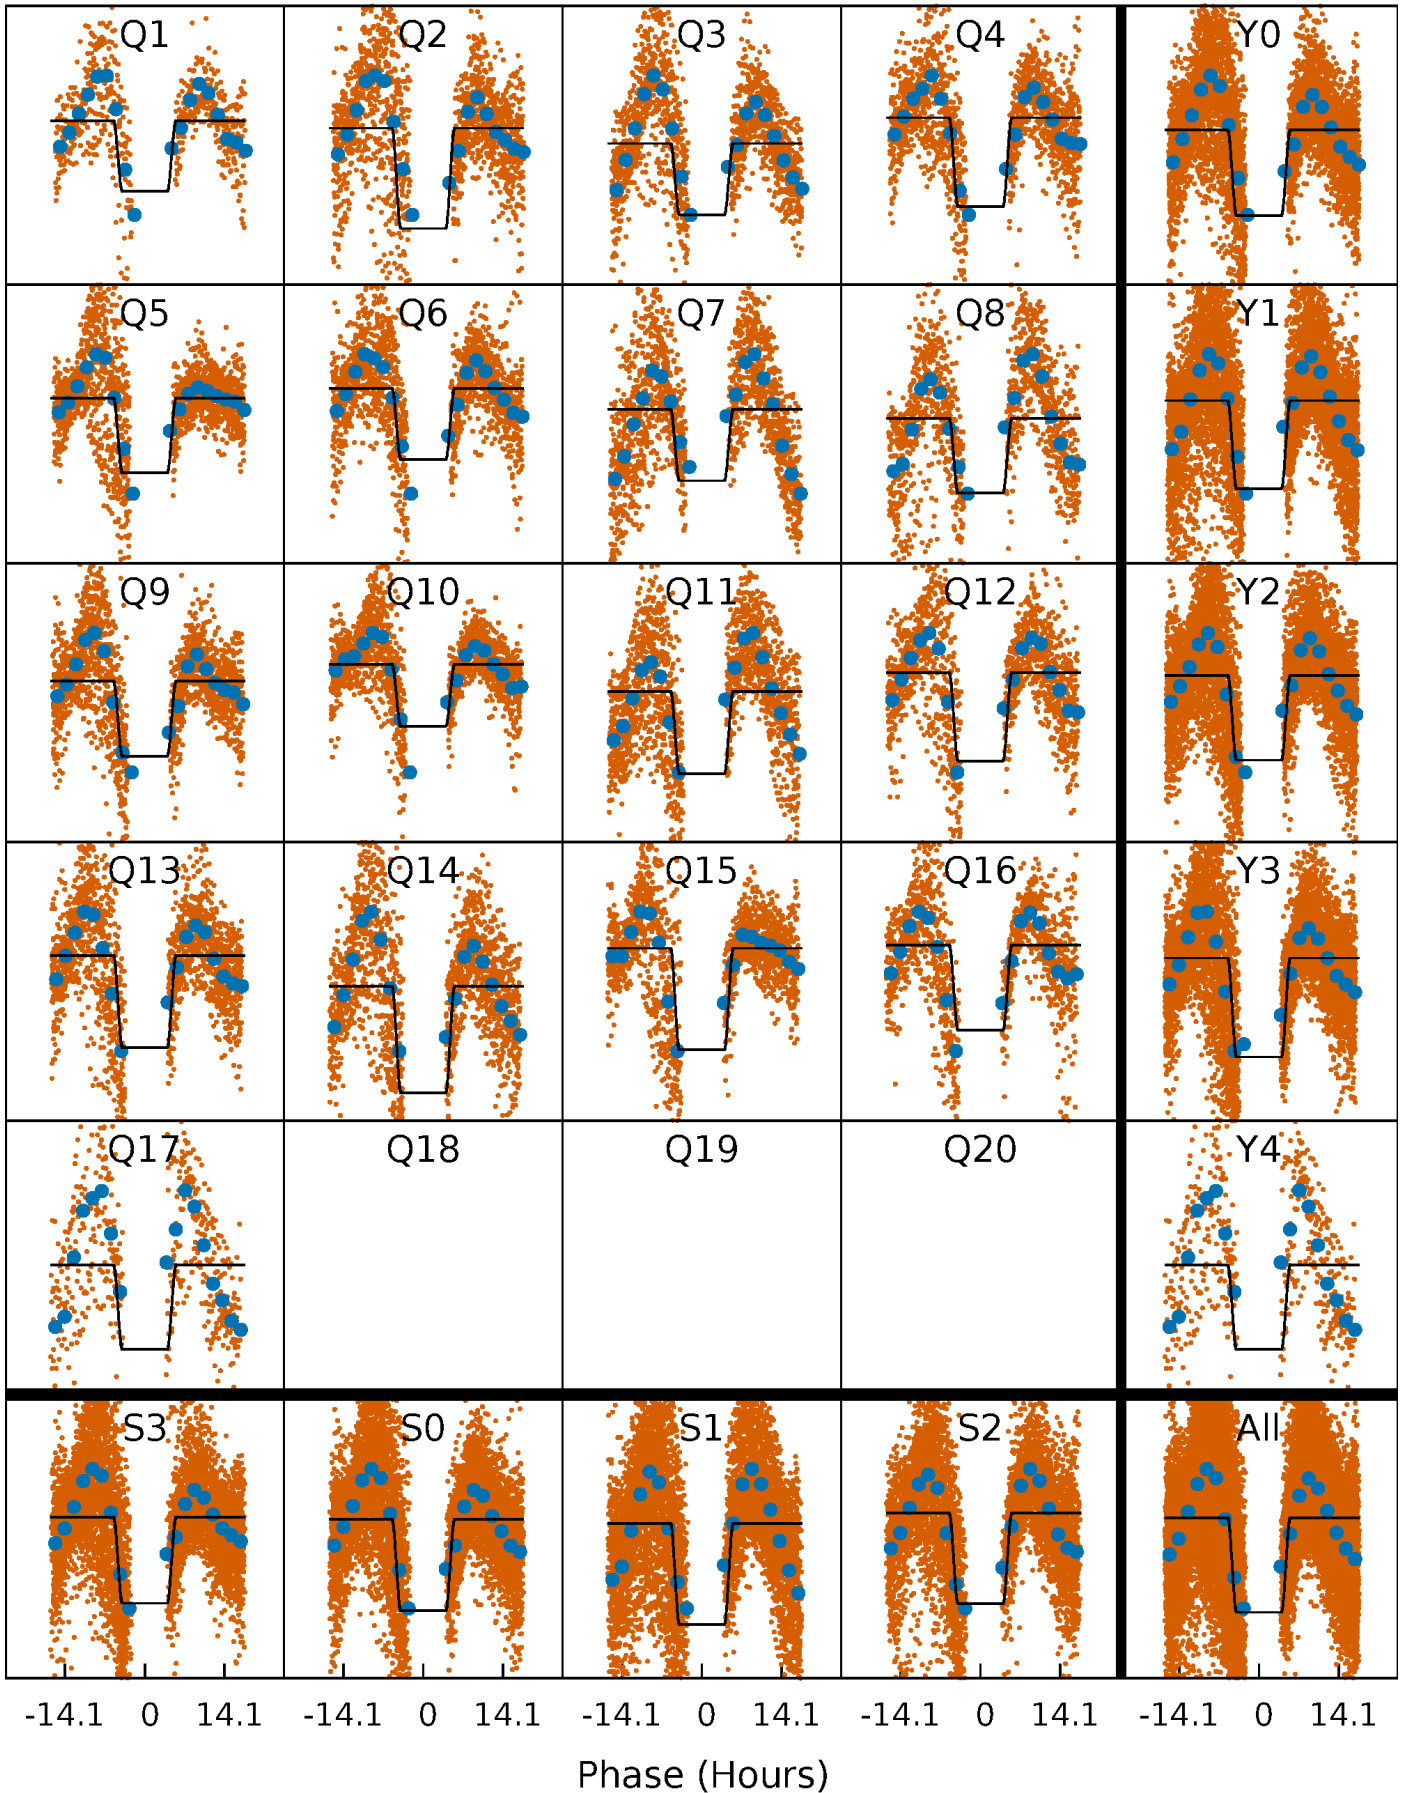 Q1 Q2 Q3 Q4 Y0
Q5 Q6 Q7 Q8 Y1
Q9 Q10 Q11 Q12 Y2
Q13 Q14 Q15 Q16 Y3
Q17 Q18 Q19 Q20 Y4
S3 S0 S1 S2 All
-14.1 0 14.1 -14.1 0 14.1 -14.1 0 14.1 -14.1 0 14.1 -14.1 0 14.1
Phase (Hours)